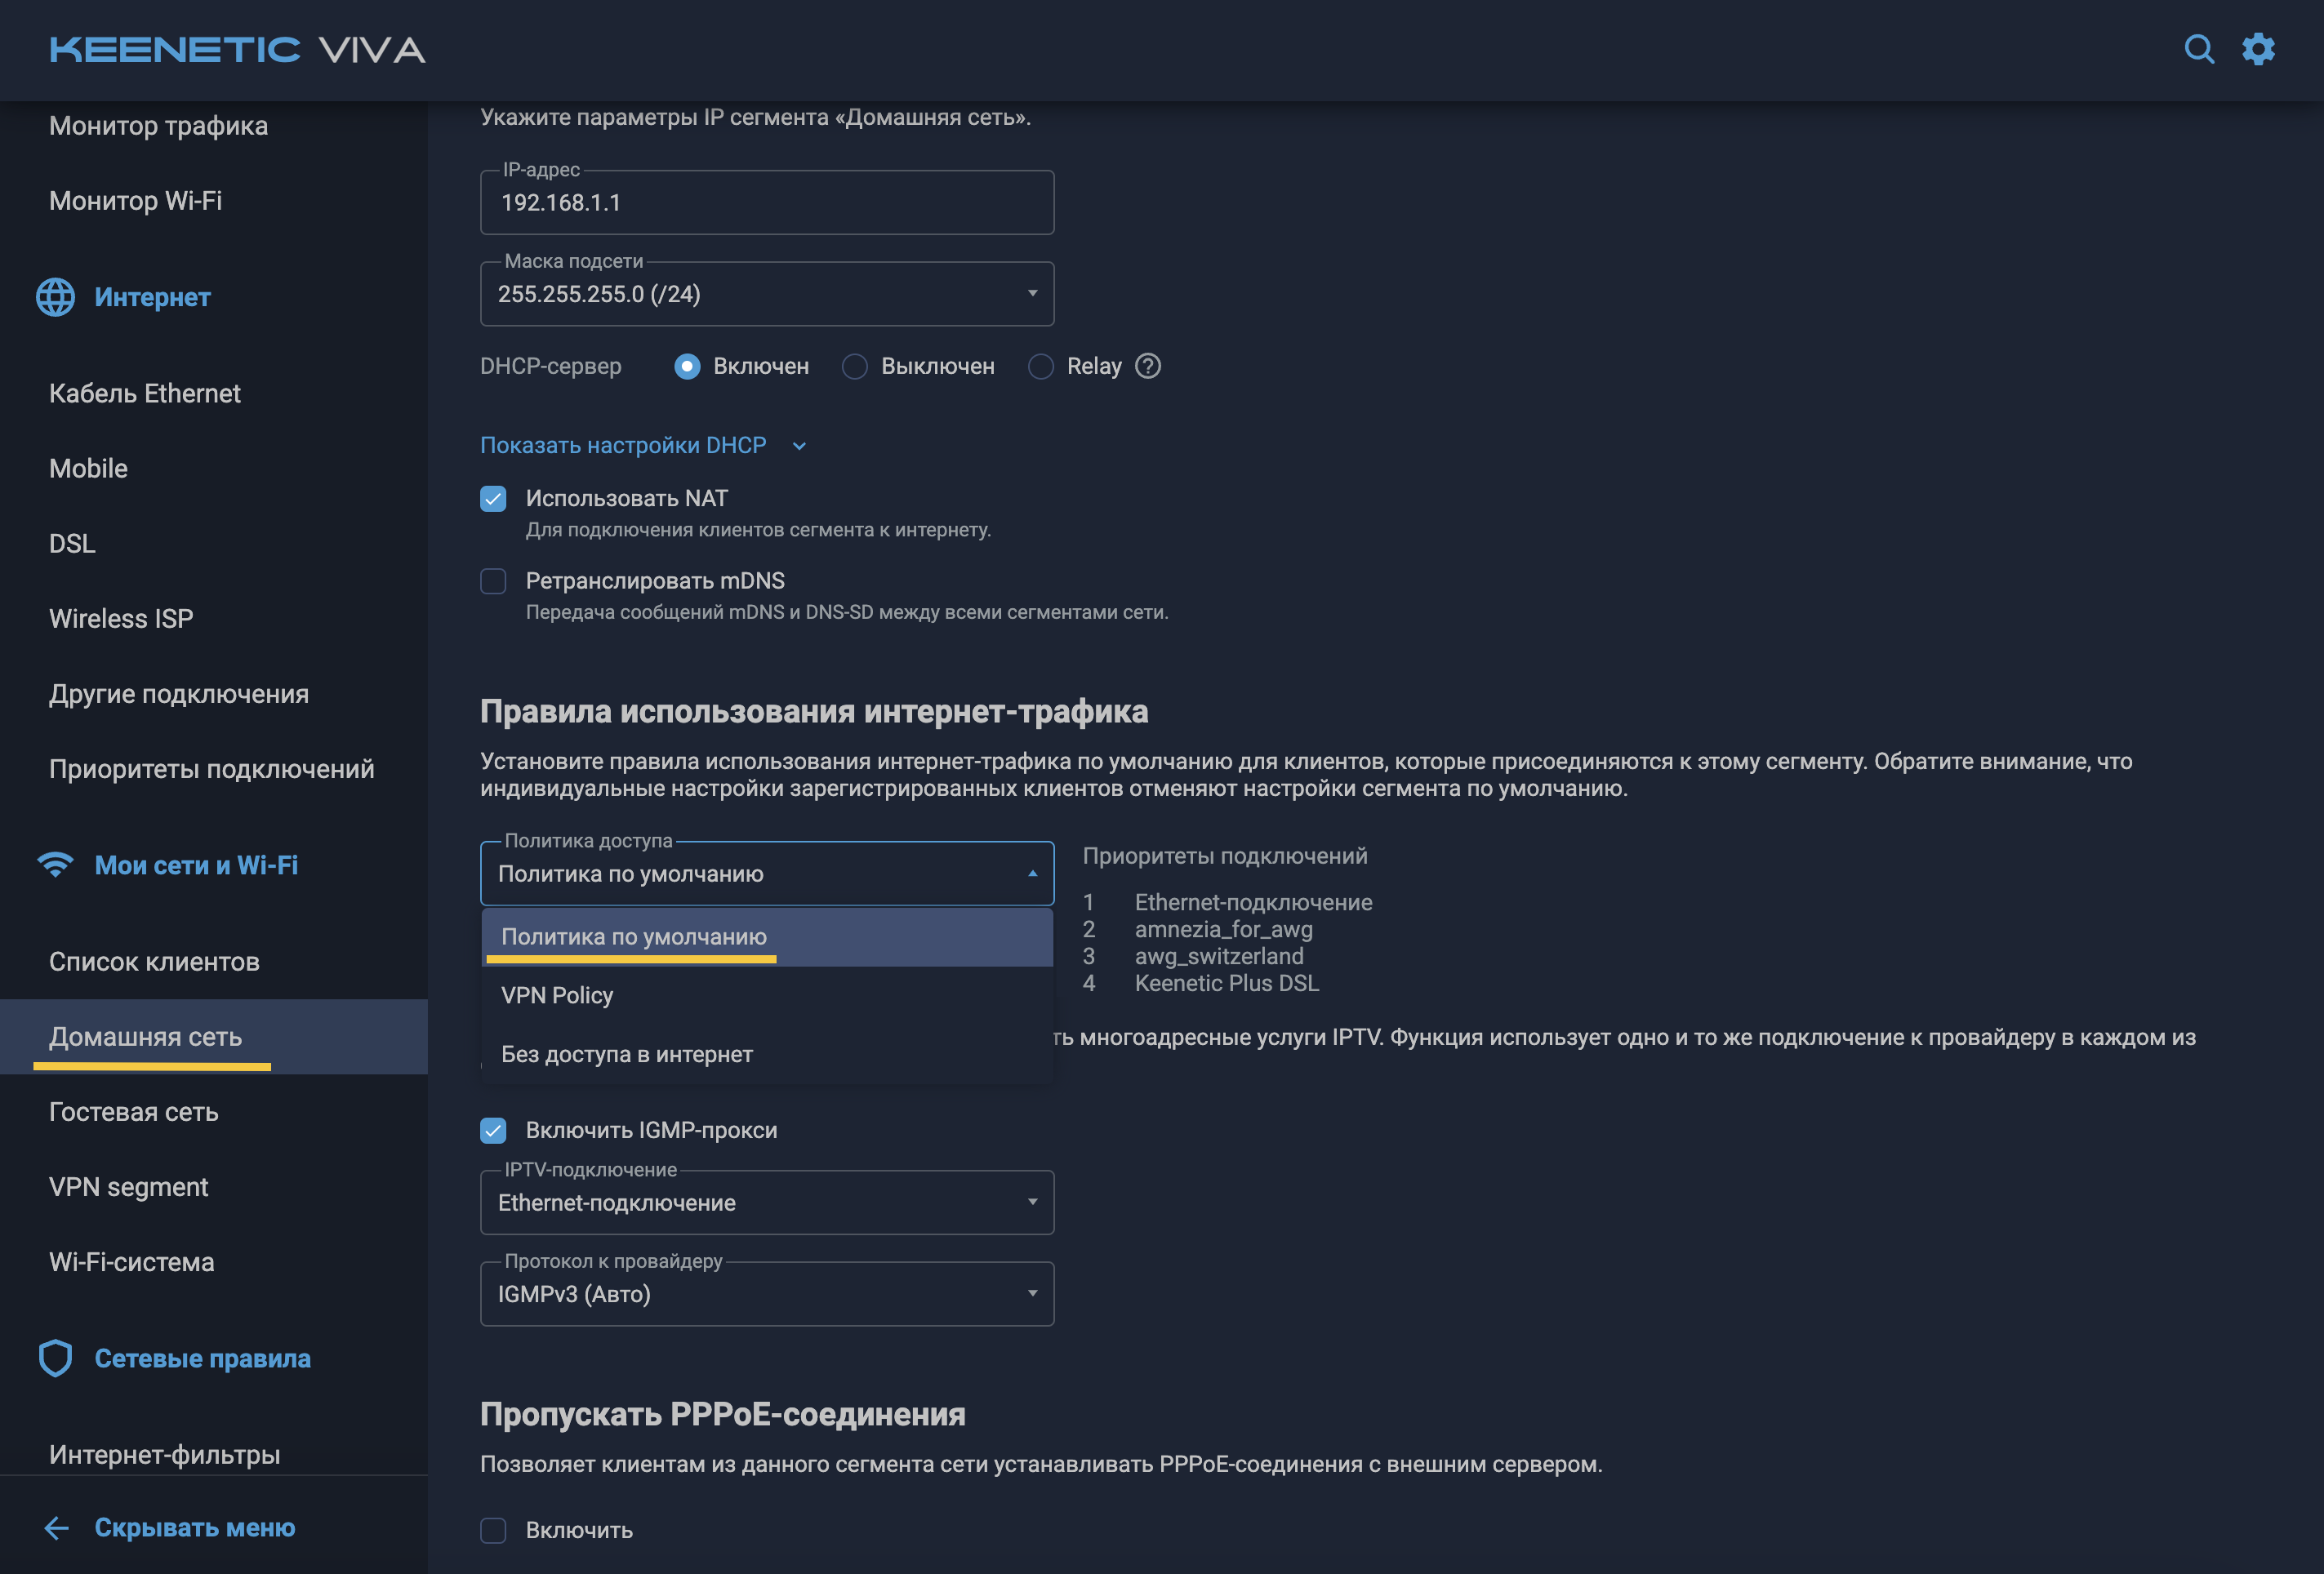 KEENETIC VIVA
Монитор трафика
Монитор Wi-Fi
Интернет
Кабель Ethernet
Mobile
DSL
Wireless ISP
Другие подключения
Приоритеты подключений
Мои сети и Wi-Fi
Список клиентов
Домашняя сеть
Гостевая сеть
VPN segment
Wi-Fi-система
Сетевые правила
Интернет-фильтры
Скрывать меню
Укажите параметры IP сегмента «Домашняя сеть».
IP-адрес
192.168.1.1
Маска подсети
255.255.255.0 (/24)
DHCP-сервер Включен Выключен Relay ?
Показать настройки DHCP
Использовать NAT
Для подключения клиентов сегмента к интернету.
Ретранслировать mDNS
Передача сообщений mDNS и DNS-SD между всеми сегментами сети.
Правила использования интернет-трафика
Установите правила использования интернет-трафика по умолчанию для клиентов, которые присоединяются к этому сегменту. Обратите внимание, что
индивидуальные настройки зарегистрированных клиентов отменяют настройки сегмента по умолчанию.
Политика доступа
Политика по умолчанию
Политика по умолчанию
VPN Policy
Без доступа в интернет
Приоритеты подключений
1 Ethernet-подключение
2 amnezia_for_awg
3 awg_switzerland
4 Keenetic Plus DSL
ть многоадресные услуги IPTV. Функция использует одно и то же подключение к провайдеру в каждом из
Включить IGMP-прокси
IPTV-подключение
Ethernet-подключение
Протокол к провайдеру
IGMPv3 (Авто)
Пропускать PPPoE-соединения
Позволяет клиентам из данного сегмента сети устанавливать PPPoE-соединения с внешним сервером.
Включить